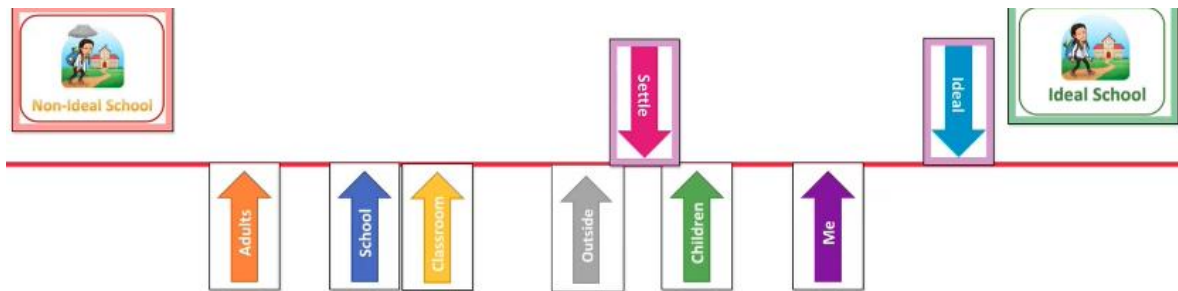 Non-Ideal School
Settle
Ideal
Ideal School
Adults
School
Classroom
Outside
Children
Me